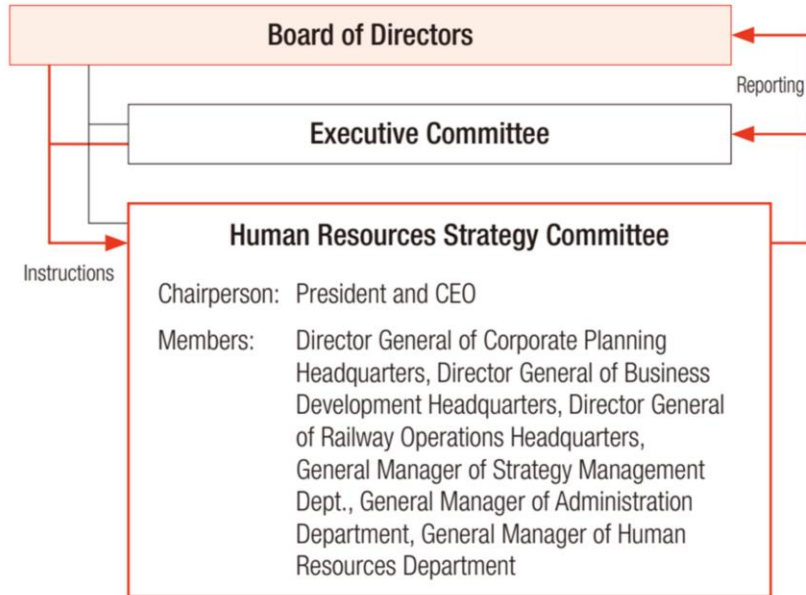 Board of Directors
Reporting
Executive Committee
Human Resources Strategy Committee
Instructions
Chairperson: President and CEO
Members: Director General of Corporate Planning
Headquarters, Director General of Business
Development Headquarters, Director General
of Railway Operations Headquarters,
General Manager of Strategy Management
Dept., General Manager of Administration
Department, General Manager of Human
Resources Department